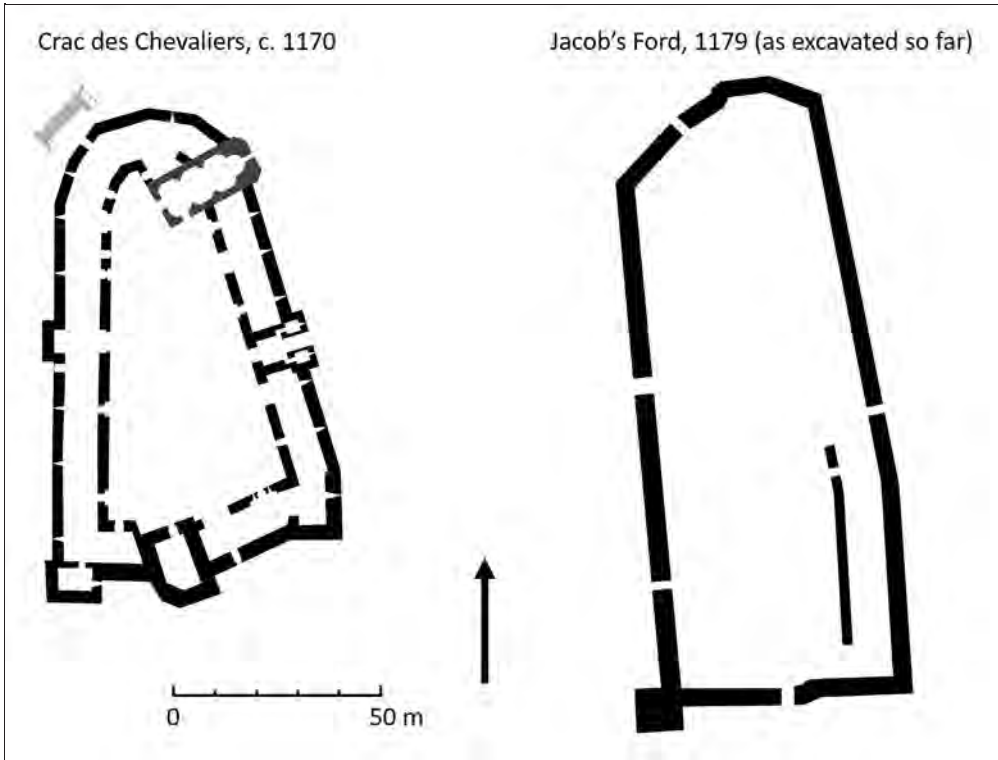 Crac des Chevaliers, c. 1170
Jacob's Ford, 1179 (as excavated so far)
0 50 m